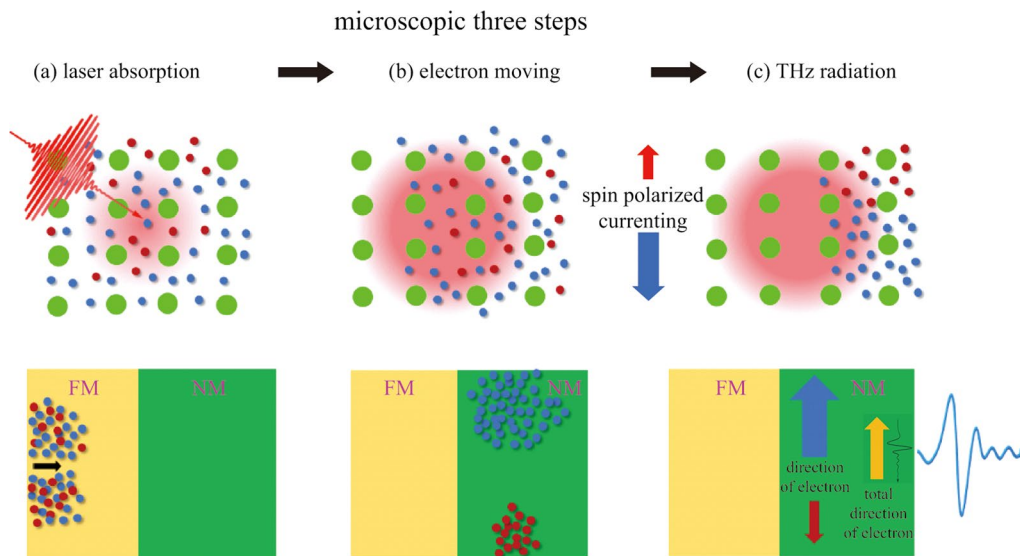 microscopic three steps
(a) laser absorption
(b) electron moving
(c) THz radiation
spin polarized
currenting
FM
NM
FM
NM
FM
NM
direction
of electron
total
direction
of electron